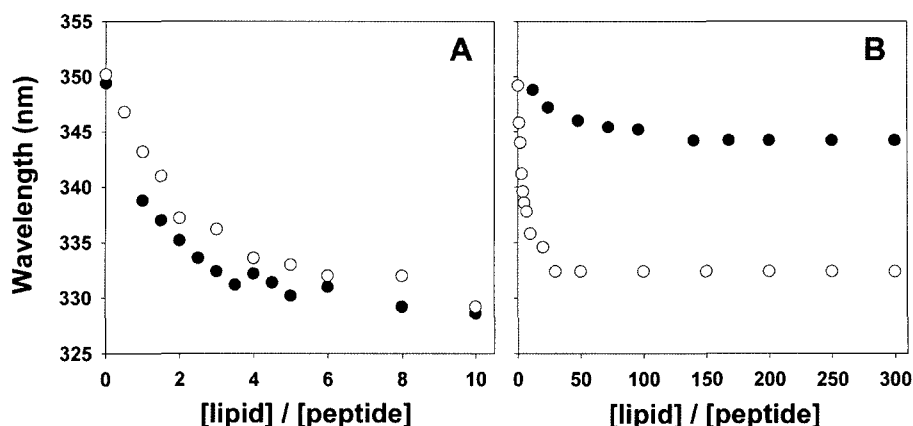 355
350
345
340
335
330
325
Wavelength (nm)
A
B
0 2 4 6 8 10
0 50 100 150 200 250 300
[lipid] / [peptide]
[lipid] / [peptide]